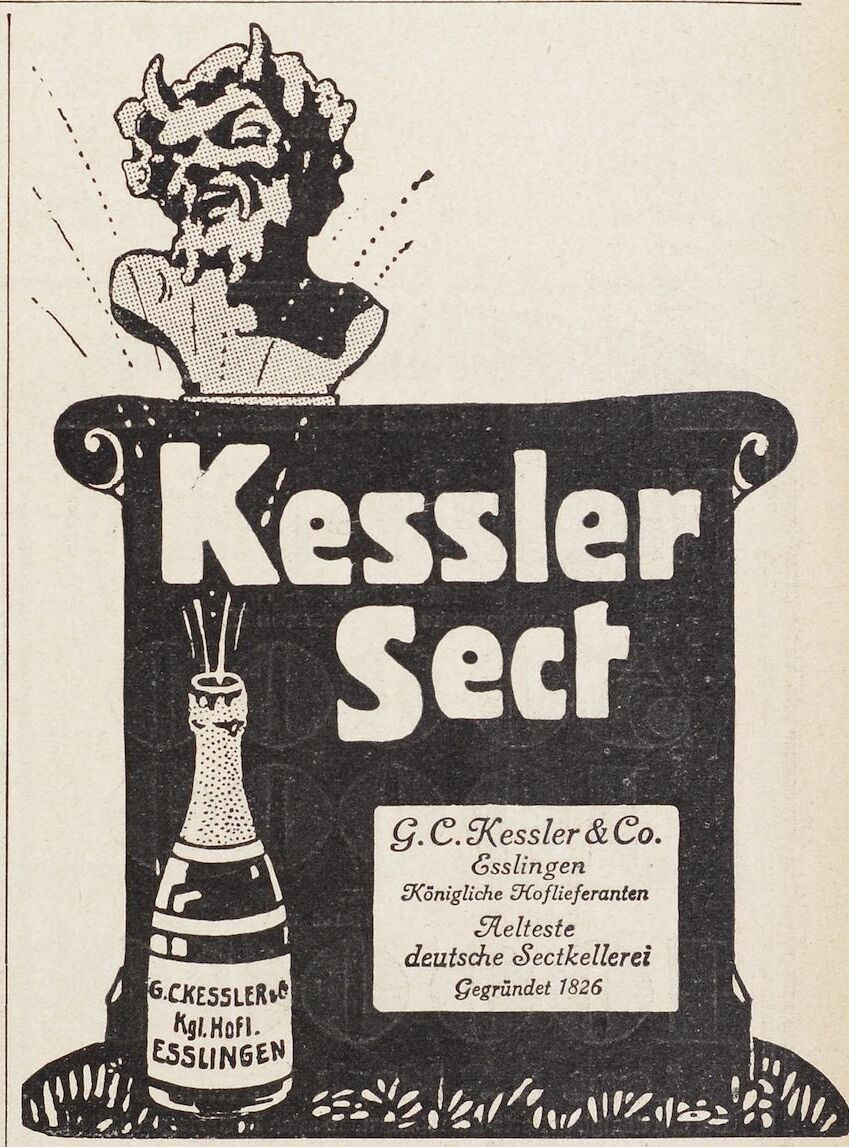 Kessler
Sect
G. C. Kessler & Co.
Esslingen
Königliche Hoflieferanten
Aelteste
deutsche Sectkellerei
Gegründet 1826
G.C.KESSLER & Co
Kgl. Hofl.
ESSLINGEN